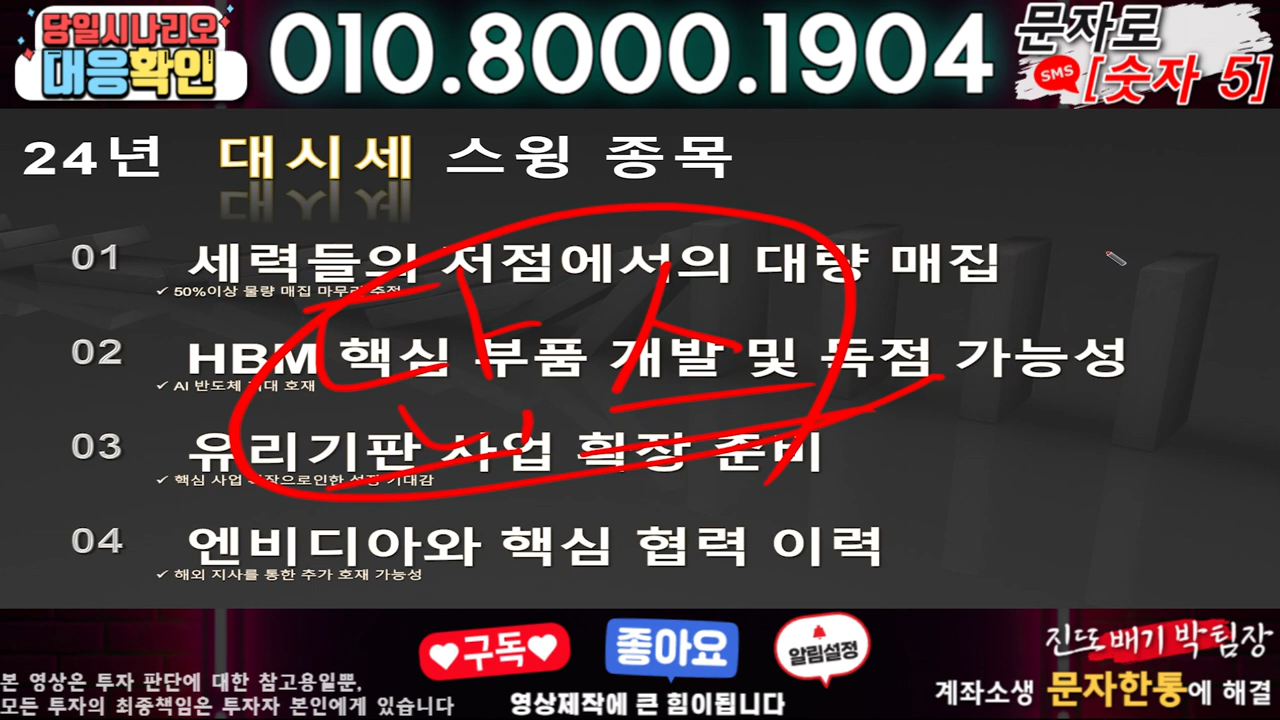 당일시나리오
대응확인
010.8000.1904
문자로
SMS
[숫자 5]
24년 대시세 스윙 종목
01 세력들의 저점에서의 대량 매집
✓ 50%이상 물량 매집 마무리 추정
02 HBM 핵심 부품 개발 및 독점 가능성
✓ AI 반도체 확대 호재
03 유리기판 사업 확장 준비
✓ 핵심 사업 확장으로인한 성장 기대감
04 엔비디아와 핵심 협력 이력
✓ 해외 지사를 통한 추가 호재 가능성
단스
구독
좋아요
알림설정
영상제작에 큰 힘이됩니다
본 영상은 투자 판단에 대한 참고용일뿐,
모든 투자의 최종책임은 투자자 본인에게 있습니다
진또배기 박팀장
계좌소생 문자한통에 해결